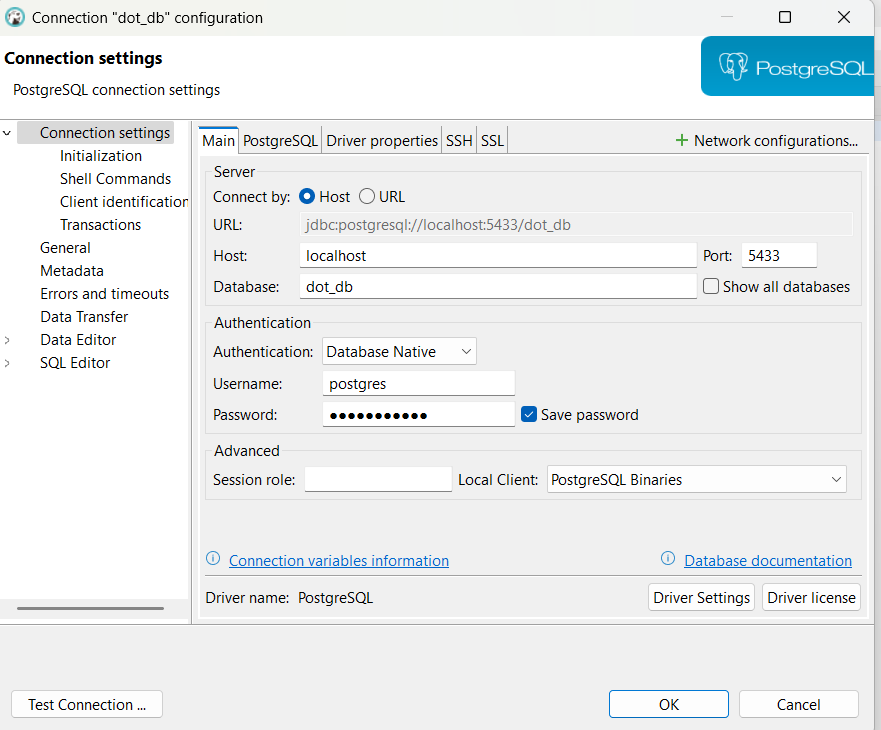 Connection "dot_db" configuration
Connection settings
PostgreSQL connection settings
PostgreSQL
Connection settings
Initialization
Shell Commands
Client identification
Transactions
General
Metadata
Errors and timeouts
Data Transfer
Data Editor
SQL Editor
Main PostgreSQL Driver properties SSH SSL
Network configurations...
Server
Connect by: Host URL
URL: jdbc:postgresql://localhost:5433/dot_db
Host: localhost Port: 5433
Database: dot_db Show all databases
Authentication
Authentication: Database Native
Username: postgres
Password: ●●●●●●●●●●● Save password
Advanced
Session role: Local Client: PostgreSQL Binaries
Connection variables information Database documentation
Driver name: PostgreSQL Driver Settings Driver license
Test Connection ... OK Cancel